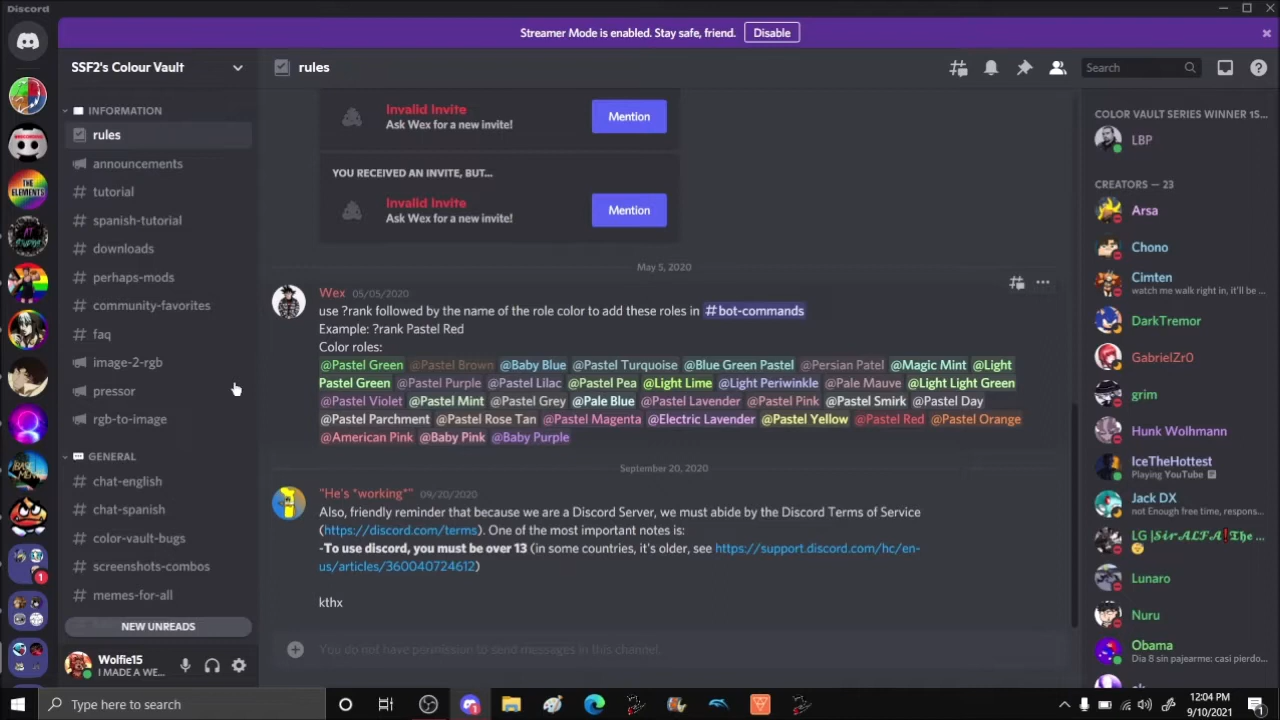 Discord
Streamer Mode is enabled. Stay safe, friend.
Disable
SSF2's Colour Vault
rules
Search
INFORMATION
rules
announcements
tutorial
spanish-tutorial
downloads
perhaps-mods
community-favorites
faq
image-2-rgb
pressor
rgb-to-image
GENERAL
chat-english
chat-spanish
color-vault-bugs
screenshots-combos
memes-for-all
NEW UNREADS
Wolfie15
I MADE A WE...
Invalid Invite
Ask Wex for a new invite!
Mention
YOU RECEIVED AN INVITE, BUT...
Invalid Invite
Ask Wex for a new invite!
Mention
May 5, 2020
Wex 05/05/2020
use ?rank followed by the name of the role color to add these roles in #bot-commands
Example: ?rank Pastel Red
Color roles:
@Pastel Green @Pastel Brown @Baby Blue @Pastel Turquoise @Blue Green Pastel @Persian Patel @Magic Mint @Light
Pastel Green @Pastel Purple @Pastel Lilac @Pastel Pea @Light Lime @Light Periwinkle @Pale Mauve @Light Light Green
@Pastel Violet @Pastel Mint @Pastel Grey @Pale Blue @Pastel Lavender @Pastel Pink @Pastel Smirk @Pastel Day
@Pastel Parchment @Pastel Rose Tan @Pastel Magenta @Electric Lavender @Pastel Yellow @Pastel Red @Pastel Orange
@American Pink @Baby Pink @Baby Purple
September 20, 2020
"He's *working*" 09/20/2020
Also, friendly reminder that because we are a Discord Server, we must abide by the Discord Terms of Service
(https://discord.com/terms). One of the most important notes is:
-To use discord, you must be over 13 (in some countries, it's older, see https://support.discord.com/hc/en-
us/articles/360040724612)
kthx
You do not have permission to send messages in this channel.
COLOR VAULT SERIES WINNER 1S...
LBP
CREATORS — 23
Arsa
Chono
Cimten
watch me walk right in, it'll be ...
DarkTremor
GabrielZr0
grim
Hunk Wolhmann
IceTheHottest
Playing YouTube
Jack DX
not Enough free time, respons...
LG |𝓢𝓲𝓻 𝓐𝓛𝓕𝓐❗𝕿𝖍𝖊 ...
Lunaro
Nuru
Obama
Dia 8 sin pajearme: casi pierdo...
Type here to search
12:04 PM
9/10/2021